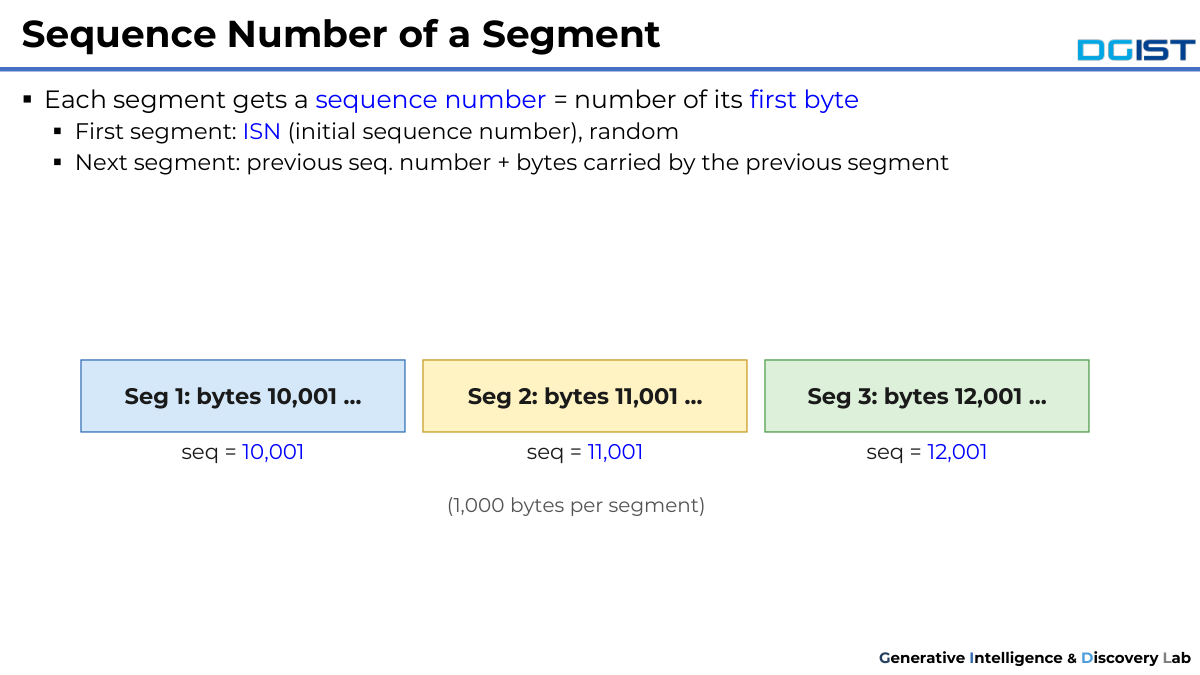 Sequence Number of a Segment
DGIST
▪ Each segment gets a sequence number = number of its first byte
▪ First segment: ISN (initial sequence number), random
▪ Next segment: previous seq. number + bytes carried by the previous segment
Seg 1: bytes 10,001 ...
Seg 2: bytes 11,001 ...
Seg 3: bytes 12,001 ...
seq = 10,001
seq = 11,001
seq = 12,001
(1,000 bytes per segment)
Generative Intelligence & Discovery Lab